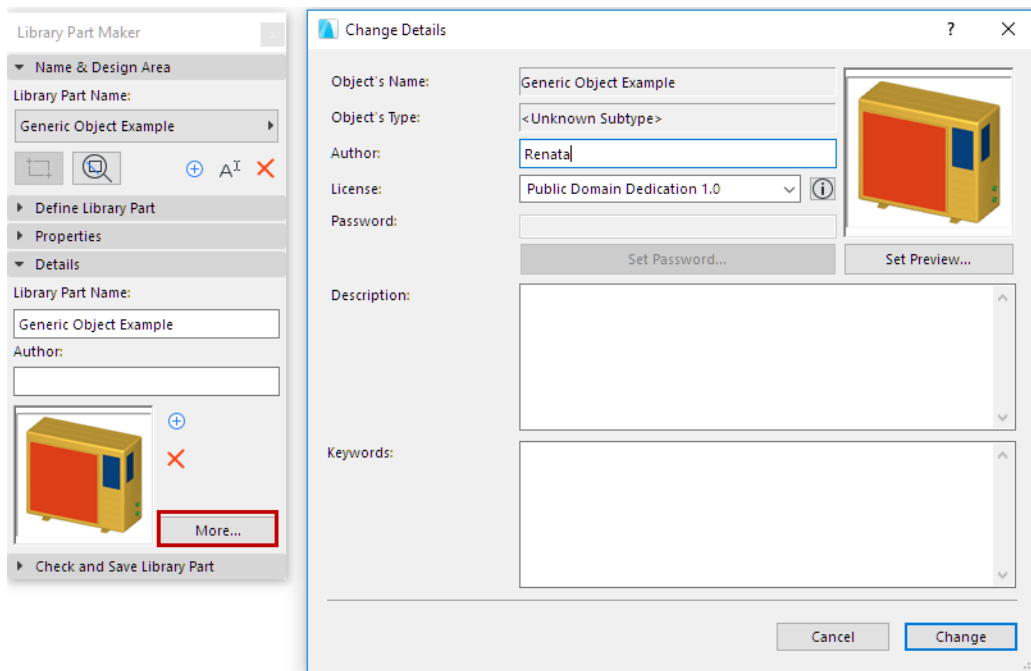 Library Part Maker
Name & Design Area
Library Part Name:
Generic Object Example
Define Library Part
Properties
Details
Library Part Name:
Generic Object Example
Author:
More...
Check and Save Library Part
Change Details
Object's Name:
Generic Object Example
Object's Type:
<Unknown Subtype>
Author:
Renata
License:
Public Domain Dedication 1.0
Password:
Set Password...
Set Preview...
Description:
Keywords:
Cancel
Change